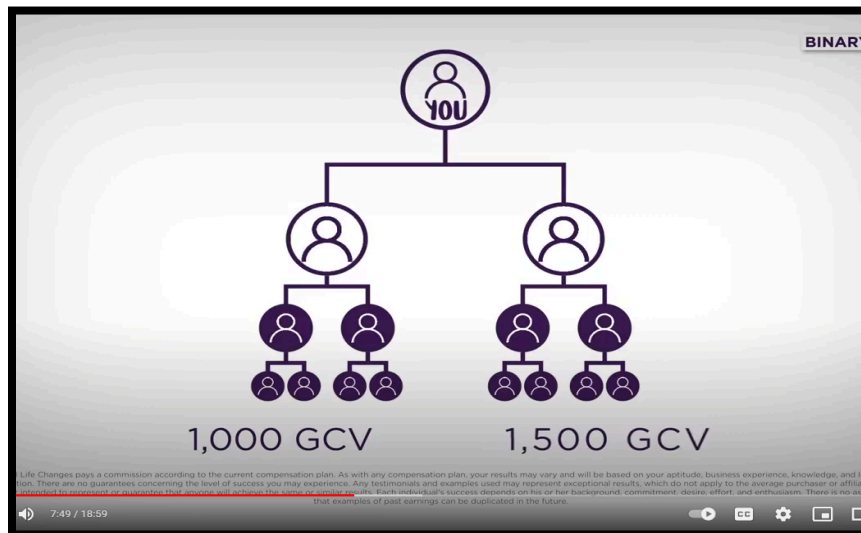 BINARY
YOU
1,000 GCV
1,500 GCV
Life Changes pays a commission according to the current compensation plan. As with any compensation plan, your results may vary and will be based on your aptitude, business experience, knowledge, and
There are no guarantees concerning the level of success you may experience. Any testimonials and examples used may represent exceptional results, which do not apply to the average purchaser or
intended to represent or guarantee that anyone will achieve the same or similar results. Each individual's success depends on his or her background, commitment, desire, effort, and enthusiasm. There is no
that examples of past earnings can be duplicated in the future.
7:49 / 18:59
CC